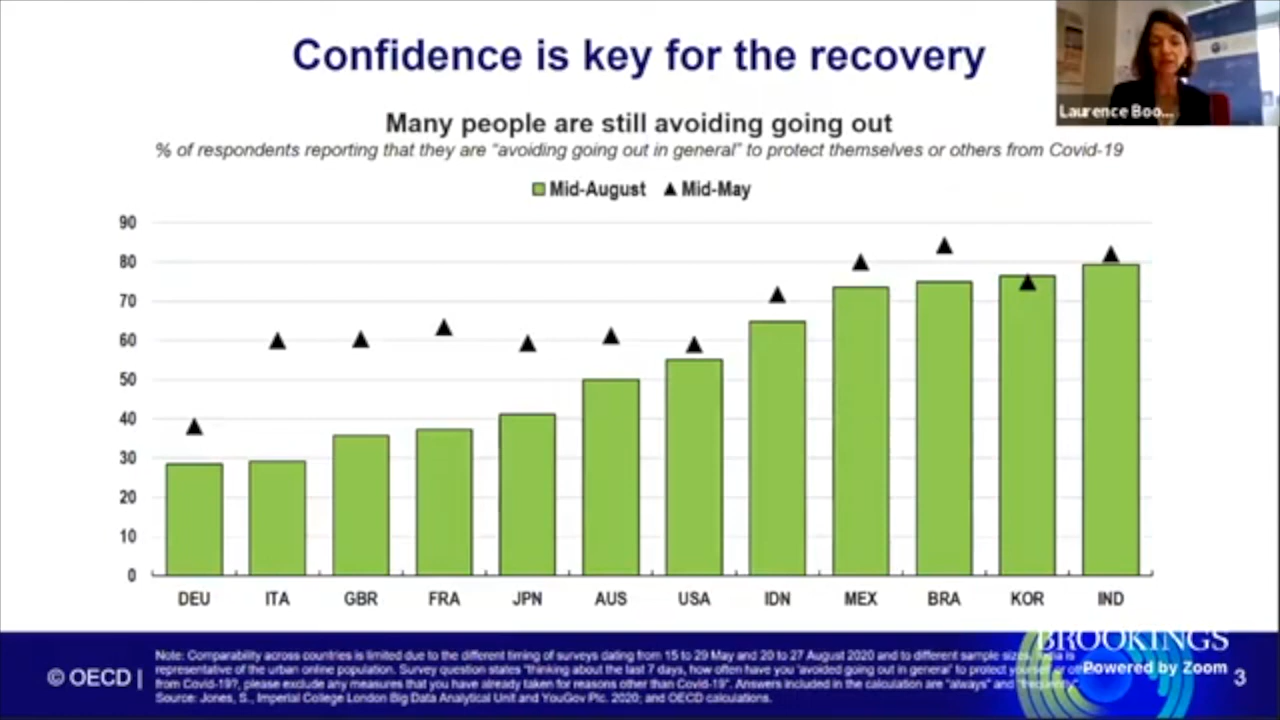 Confidence is key for the recovery
Laurence Boo...
Many people are still avoiding going out
% of respondents reporting that they are “avoiding going out in general” to protect themselves or others from Covid-19
Mid-August Mid-May
90
80
70
60
50
40
30
20
10
0
DEU ITA GBR FRA JPN AUS USA IDN MEX BRA KOR IND
© OECD |
Note: Comparability across countries is limited due to the different timing of surveys dating from 15 to 29 May and 20 to 27 August 2020 and to different sample sizes. India is
representative of the urban online population. Survey question states “thinking about the last 7 days, how often have you ‘avoided going out in general’ to protect yourself or
from Covid-19?, please exclude any measures that you have already taken for reasons other than Covid-19”. Answers included in the calculation are “always” and “frequently”.
Source: Jones, S., Imperial College London Big Data Analytical Unit and YouGov Plc. 2020; and OECD calculations.
BROOKINGS
Powered by Zoom
3